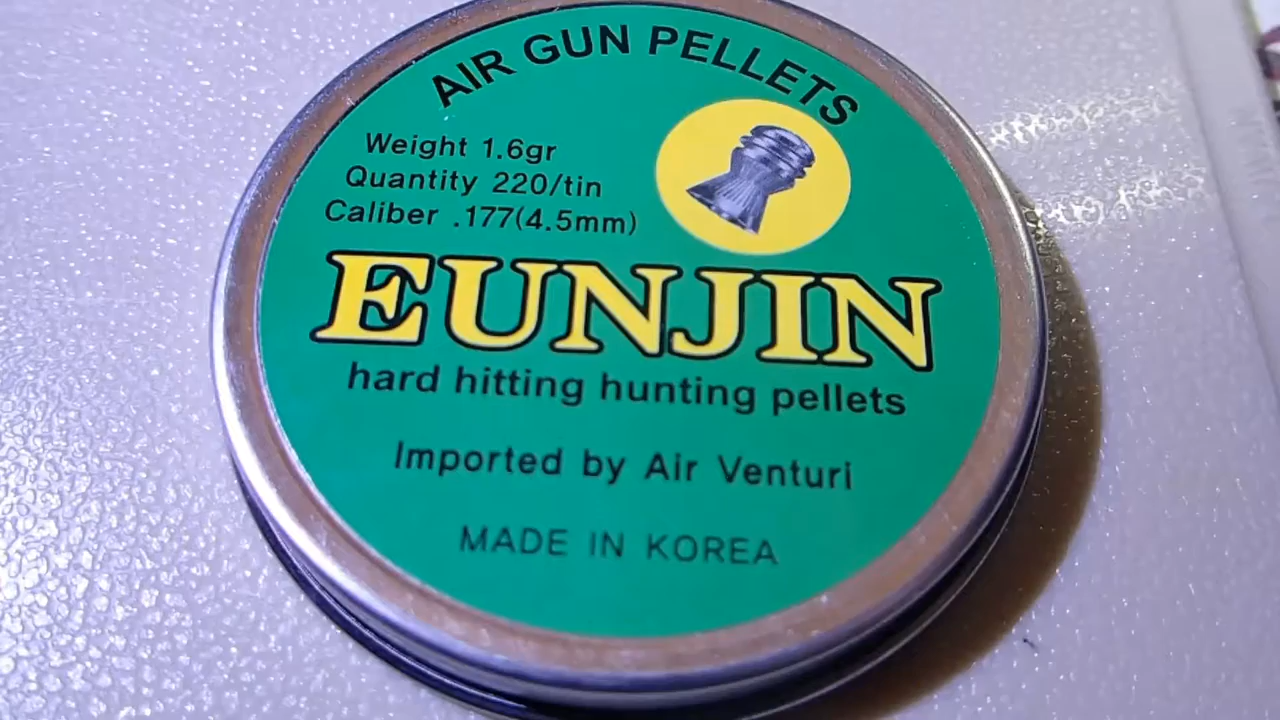 AIR GUN PELLETS
Weight 1.6gr
Quantity 220/tin
Caliber .177(4.5mm)
EUNJIN
hard hitting hunting pellets
Imported by Air Venturi
MADE IN KOREA